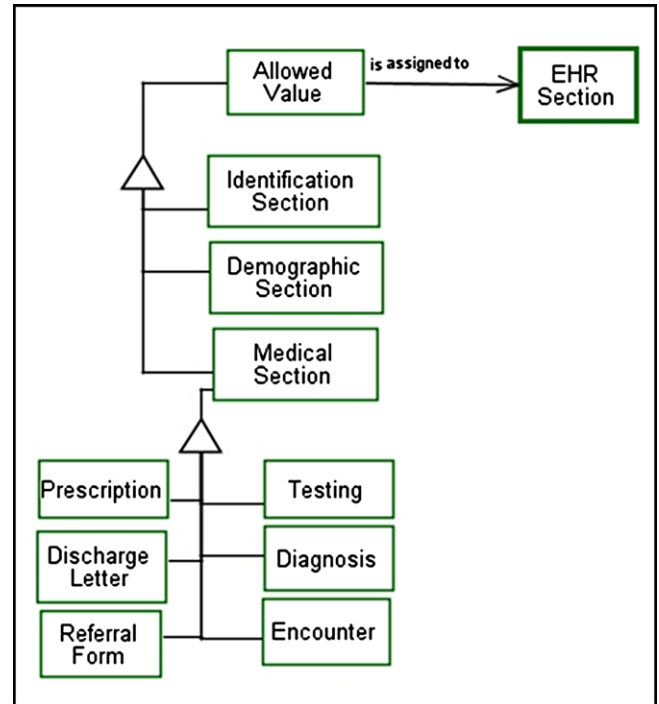 Allowed
Value
is assigned to
EHR
Section
Identification
Section
Demographic
Section
Medical
Section
Prescription
Testing
Discharge
Letter
Diagnosis
Referral
Form
Encounter